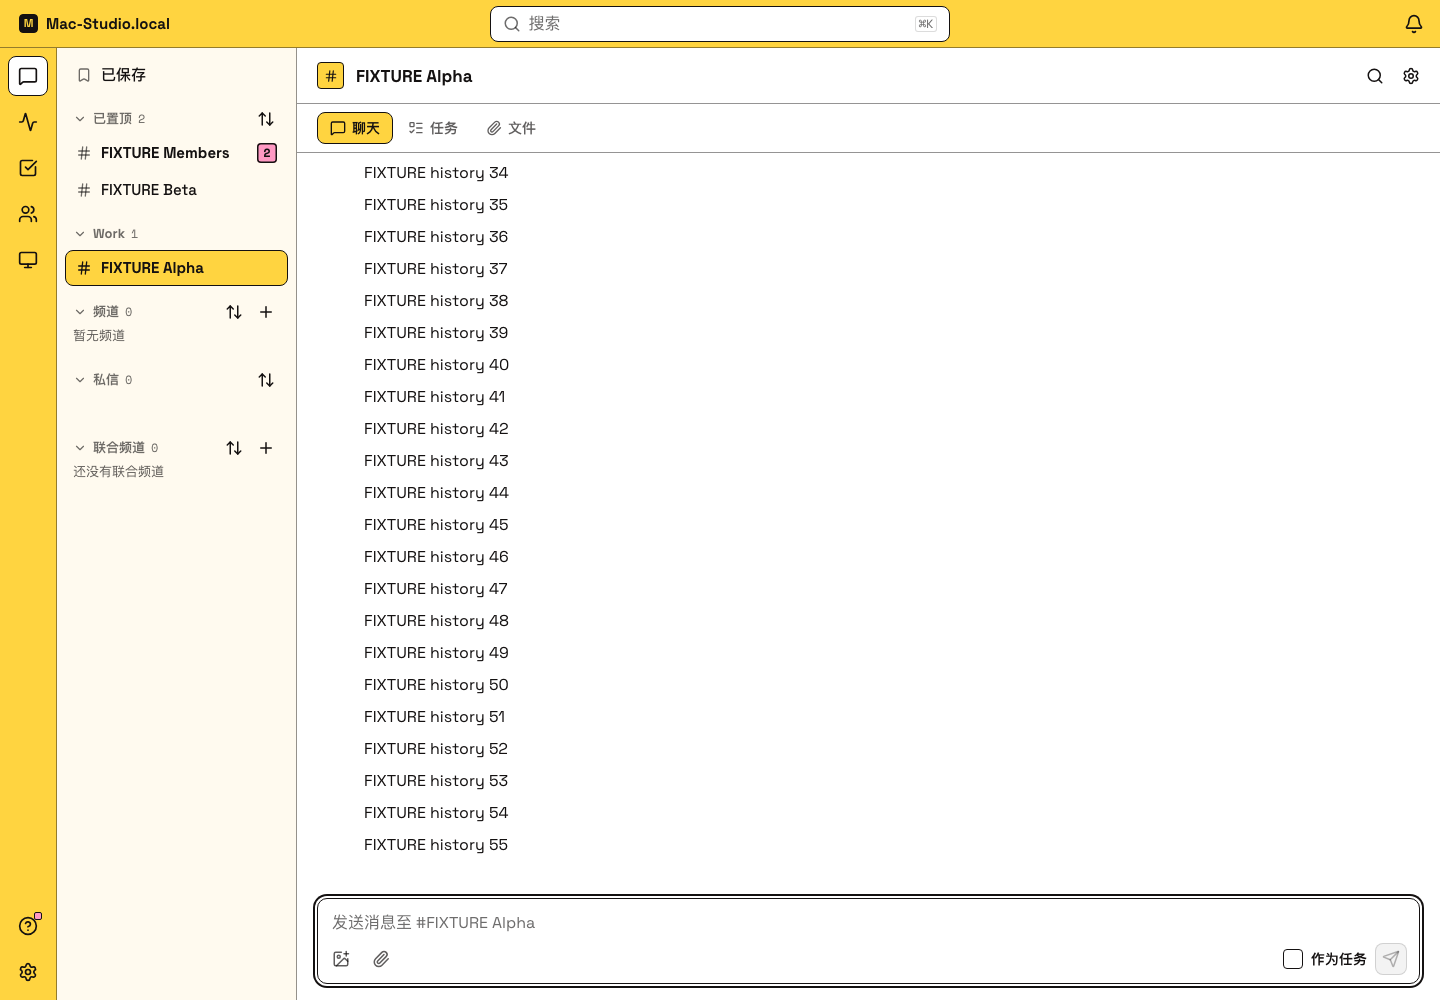 M Mac-Studio.local
搜索 ⌘K
已保存
已置顶 2
FIXTURE Members 2
FIXTURE Beta
Work 1
FIXTURE Alpha
频道 0
暂无频道
私信 0
联合频道 0
还没有联合频道
FIXTURE Alpha
聊天 任务 文件
FIXTURE history 34
FIXTURE history 35
FIXTURE history 36
FIXTURE history 37
FIXTURE history 38
FIXTURE history 39
FIXTURE history 40
FIXTURE history 41
FIXTURE history 42
FIXTURE history 43
FIXTURE history 44
FIXTURE history 45
FIXTURE history 46
FIXTURE history 47
FIXTURE history 48
FIXTURE history 49
FIXTURE history 50
FIXTURE history 51
FIXTURE history 52
FIXTURE history 53
FIXTURE history 54
FIXTURE history 55
发送消息至 #FIXTURE Alpha
作为任务